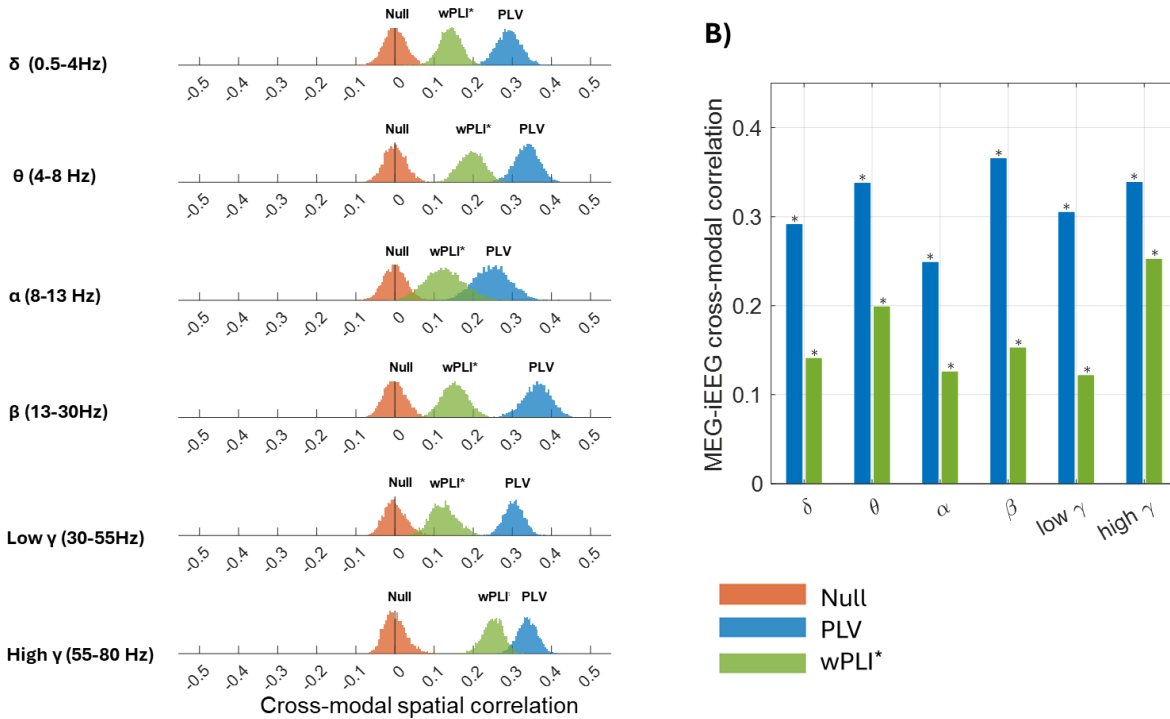 Null wPLI* PLV
δ (0.5-4Hz)
-0.5 -0.4 -0.3 -0.2 -0.1 0 0.1 0.2 0.3 0.4 0.5
Null wPLI* PLV
θ (4-8 Hz)
-0.5 -0.4 -0.3 -0.2 -0.1 0 0.1 0.2 0.3 0.4 0.5
Null wPLI* PLV
α (8-13 Hz)
-0.5 -0.4 -0.3 -0.2 -0.1 0 0.1 0.2 0.3 0.4 0.5
Null wPLI* PLV
β (13-30Hz)
-0.5 -0.4 -0.3 -0.2 -0.1 0 0.1 0.2 0.3 0.4 0.5
Null wPLI* PLV
Low γ (30-55Hz)
-0.5 -0.4 -0.3 -0.2 -0.1 0 0.1 0.2 0.3 0.4 0.5
Null wPLI* PLV
High γ (55-80 Hz)
-0.5 -0.4 -0.3 -0.2 -0.1 0 0.1 0.2 0.3 0.4 0.5
Cross-modal spatial correlation
B)
MEG-iEEG cross-modal correlation
0.4
0.3
0.2
0.1
0
* * * * * * * * * * * *
δ θ α β low γ high γ
Null
PLV
wPLI*